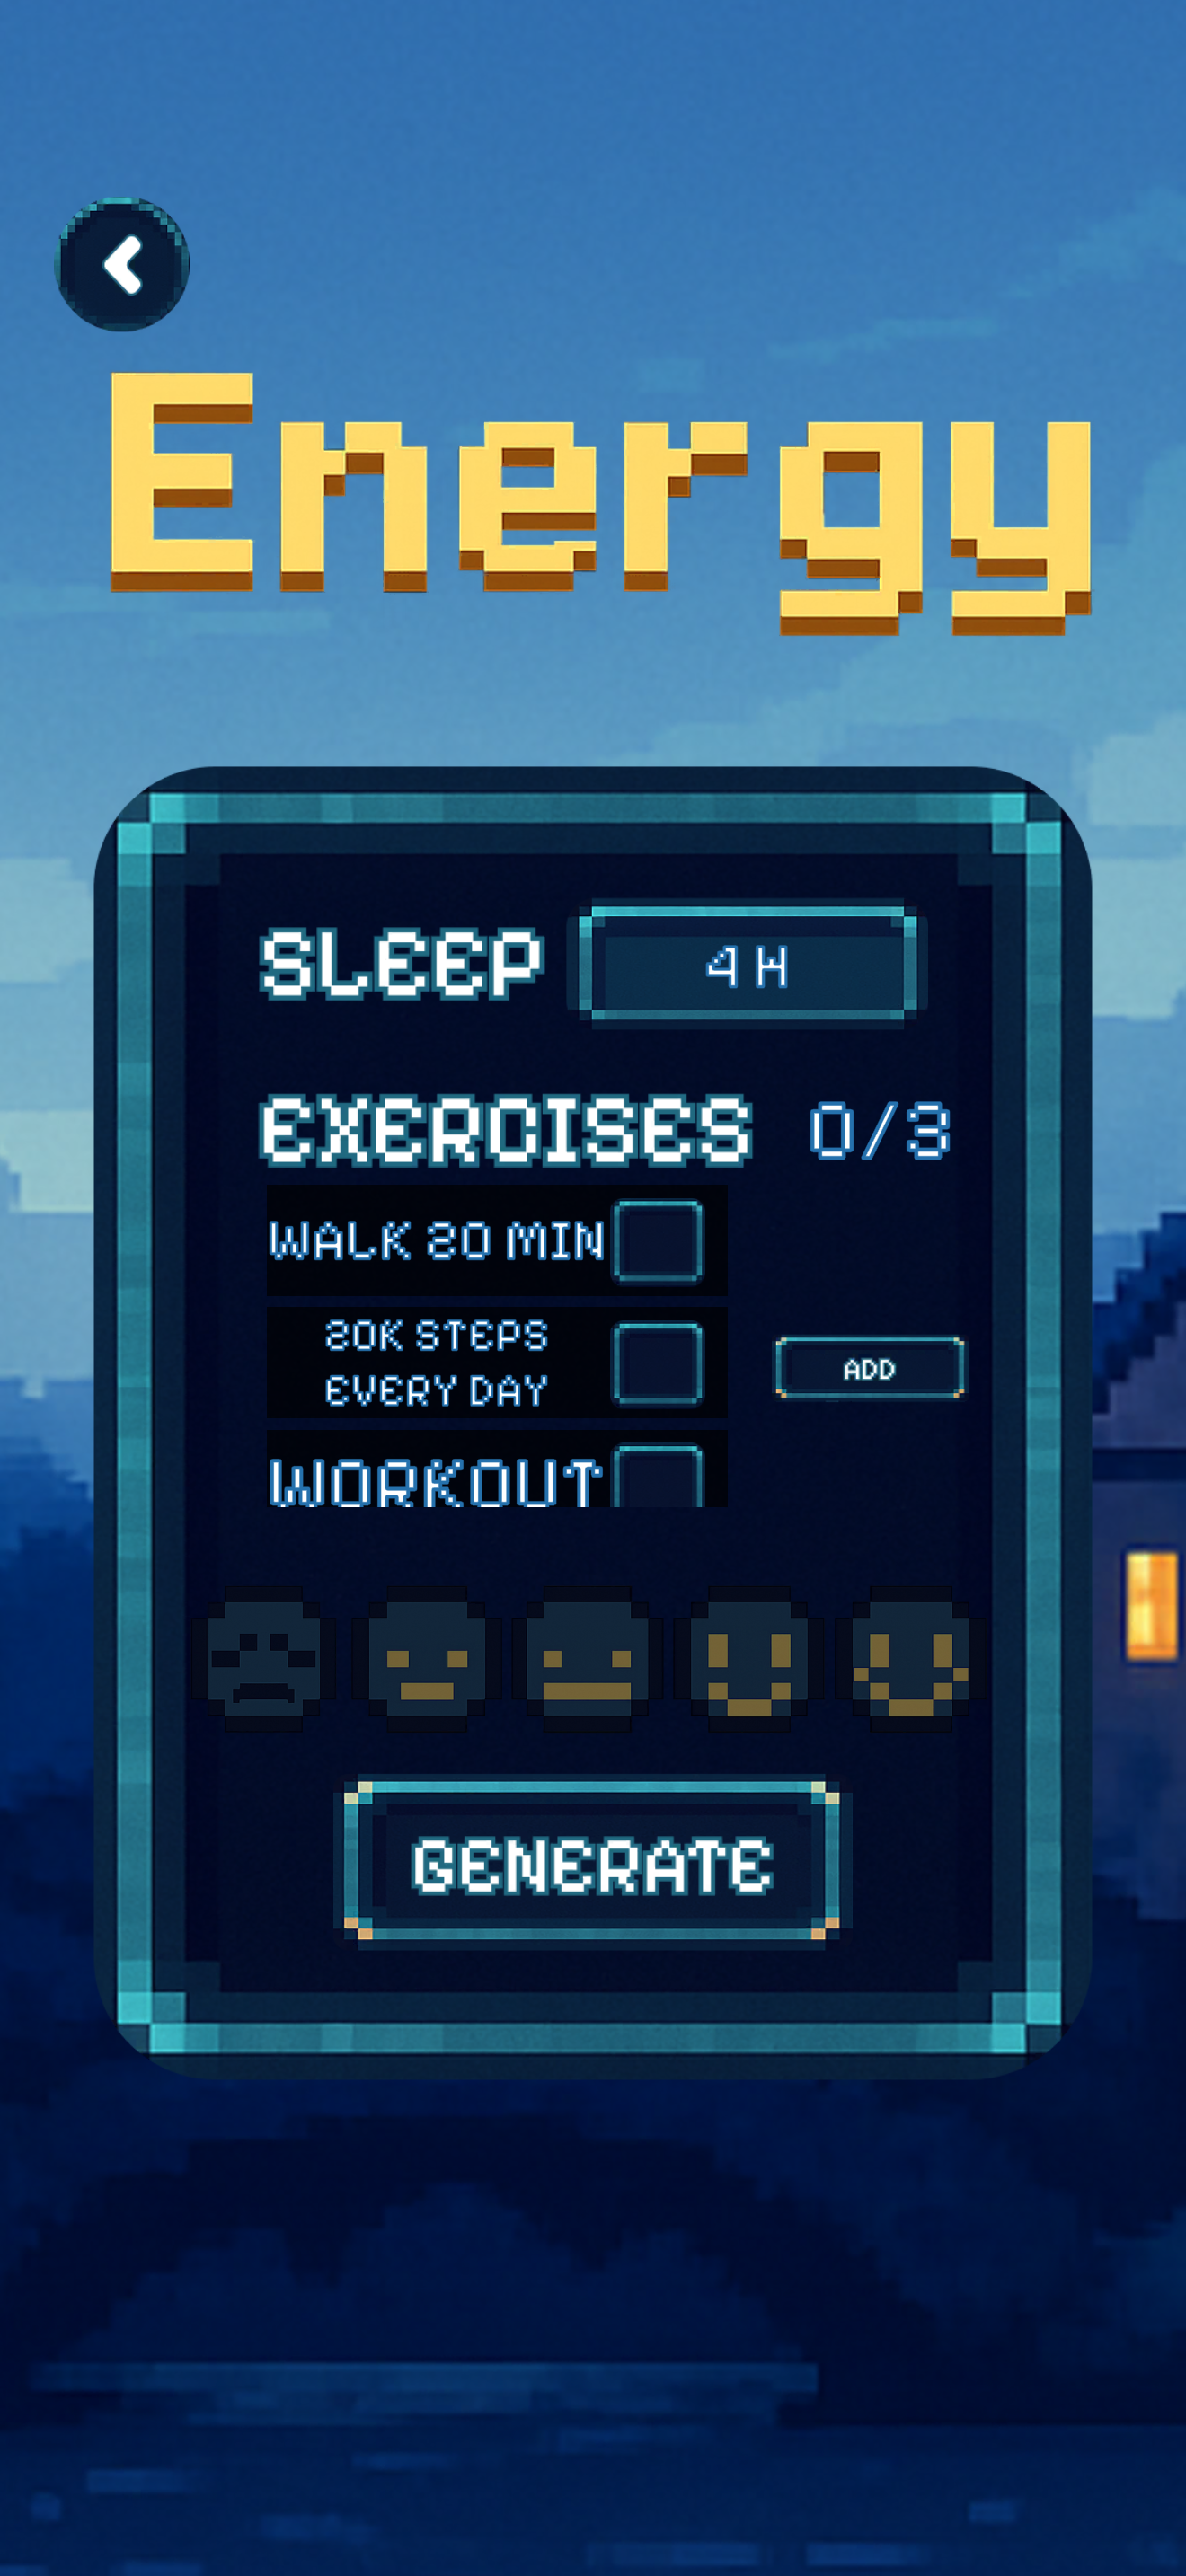 Energy
SLEEP 4 H
EXERCISES 0/3
WALK 20 MIN
20K STEPS
EVERY DAY
ADD
WORKOUT
GENERATE